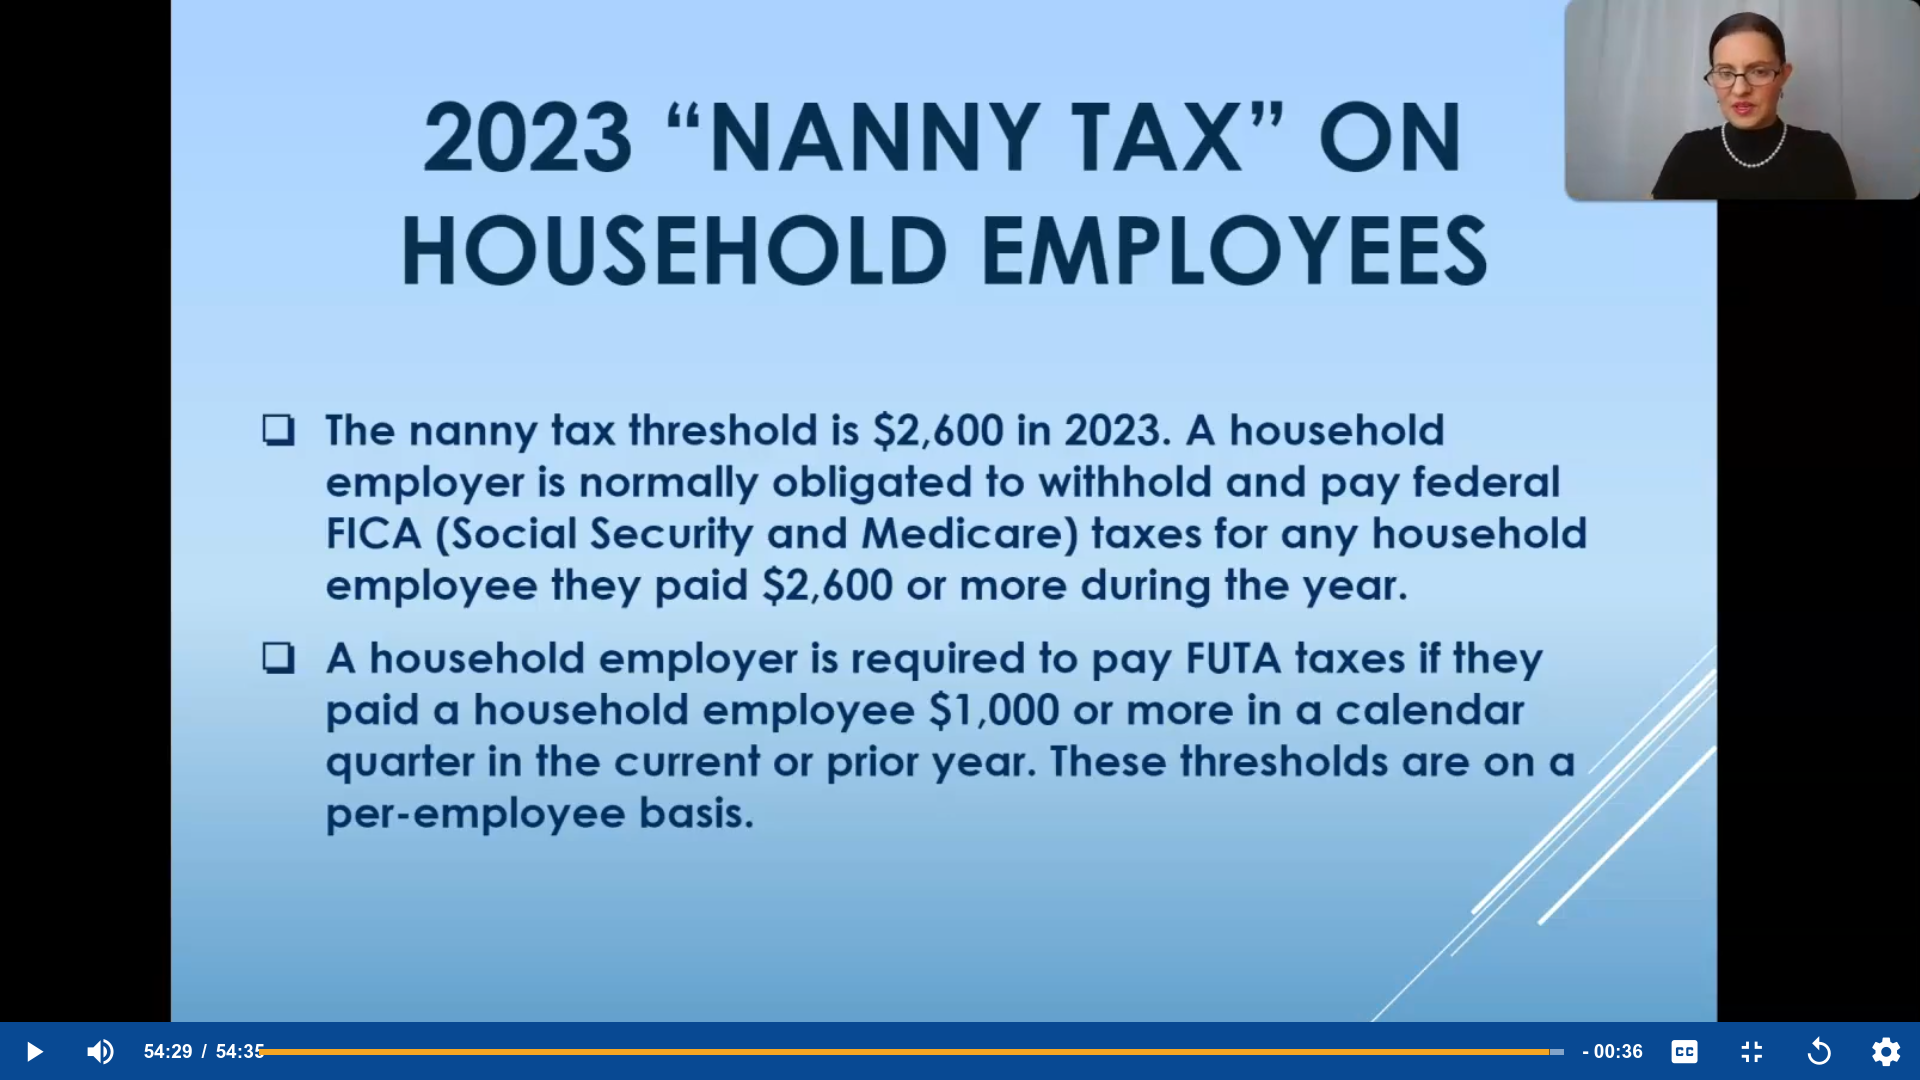 2023 “NANNY TAX” ON
HOUSEHOLD EMPLOYEES
❑ The nanny tax threshold is $2,600 in 2023. A household
employer is normally obligated to withhold and pay federal
FICA (Social Security and Medicare) taxes for any household
employee they paid $2,600 or more during the year.
❑ A household employer is required to pay FUTA taxes if they
paid a household employee $1,000 or more in a calendar
quarter in the current or prior year. These thresholds are on a
per-employee basis.
54:29 / 54:35 - 00:36 CC